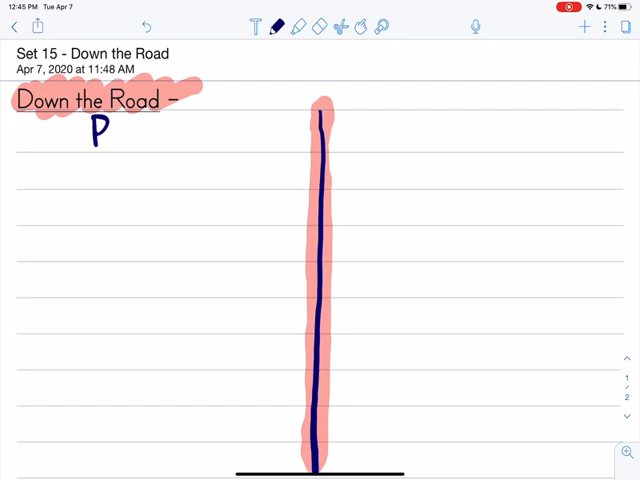 12:45 PM Tue Apr 7 71%
T
Set 15 - Down the Road
Apr 7, 2020 at 11:48 AM
Down the Road –
P
1
/
2